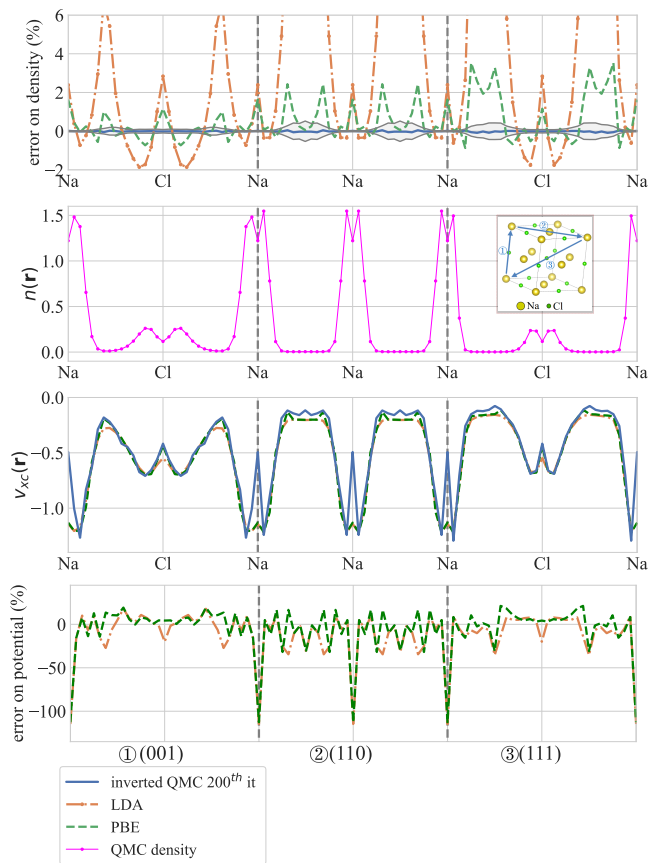 error on density (%)
6
4
2
0
−2
Na Cl Na Na Na Cl Na
n(r)
1.5
1.0
0.5
0.0
① ② ③
Na Cl
Na Cl Na Na Na Cl Na
v_xc(r)
0.0
−0.5
−1.0
Na Cl Na Na Na Cl Na
error on potential (%)
0
−50
−100
①(001) ②(110) ③(111)
inverted QMC 200th it
LDA
PBE
QMC density